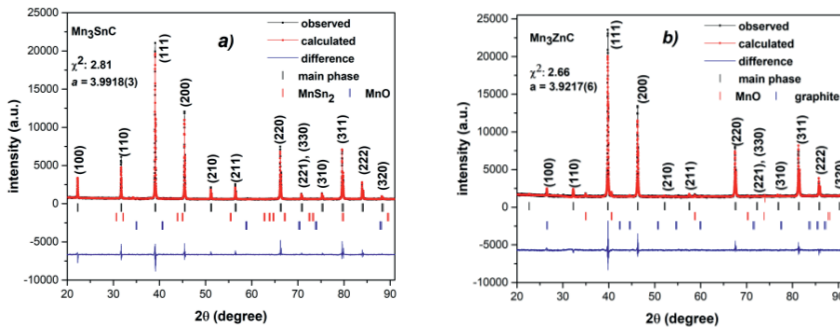 Mn₃SnC
a)
observed
calculated
difference
main phase
MnSn₂
MnO
χ²: 2.81
a = 3.9918(3)
(100)
(110)
(111)
(200)
(210)
(211)
(220)
(221), (330)
(310)
(311)
(222)
(320)
intensity (a.u.)
25000
20000
15000
10000
5000
0
-5000
-10000
20 30 40 50 60 70 80 90
2θ (degree)
Mn₃ZnC
b)
observed
calculated
difference
main phase
MnO
graphite
χ²: 2.66
a = 3.9217(6)
(100)
(110)
(111)
(200)
(210)
(211)
(220)
(221), (330)
(310)
(311)
(222)
intensity (a.u.)
25000
20000
15000
10000
5000
0
-5000
-10000
20 30 40 50 60 70 80 90
2θ (degree)